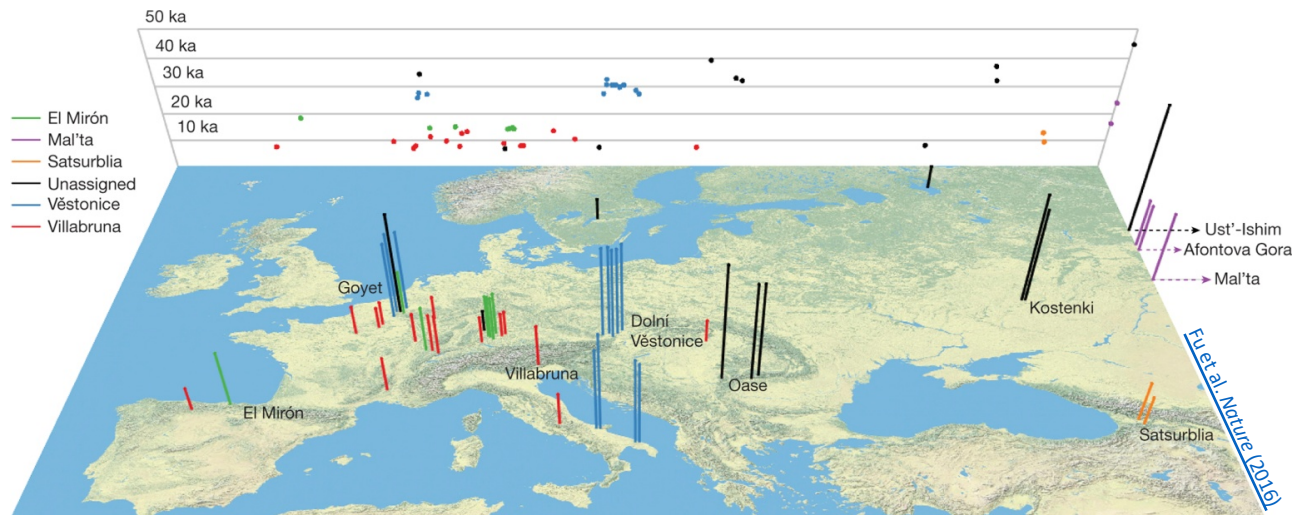 50 ka
40 ka
30 ka
20 ka
10 ka
El Mirón
Mal'ta
Satsurblia
Unassigned
Věstonice
Villabruna
Goyet
Dolní
Věstonice
Villabruna
Oase
El Mirón
Kostenki
Satsurblia
Ust'-Ishim
Afontova Gora
Mal'ta
Fu et al. Nature (2016)